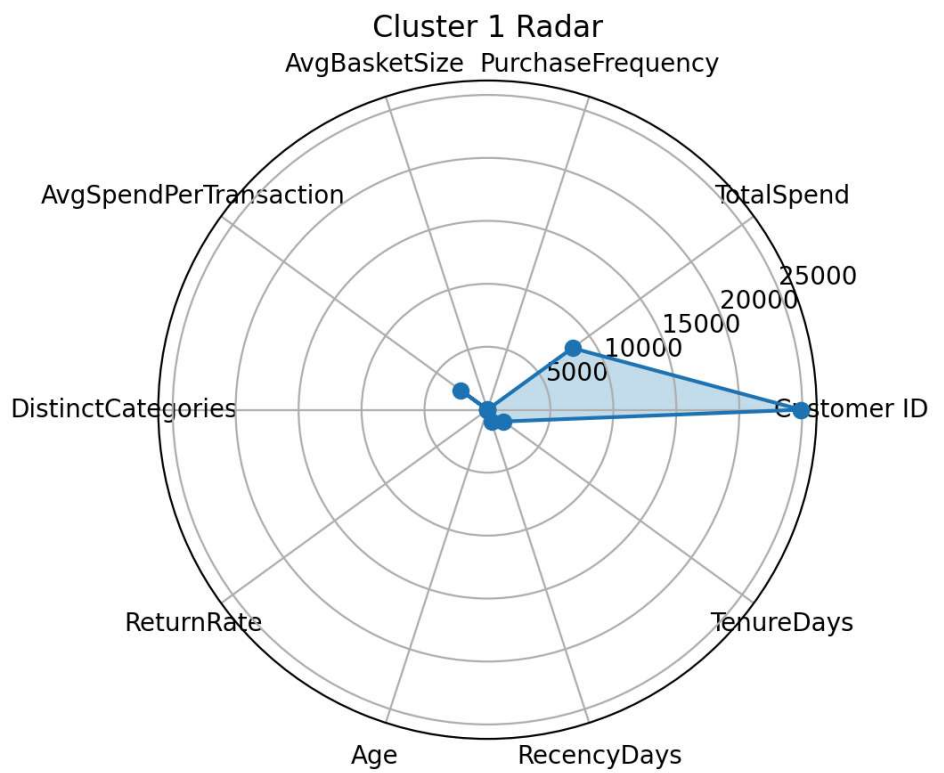 Cluster 1 Radar
AvgBasketSize
PurchaseFrequency
AvgSpendPerTransaction
TotalSpend
25000
20000
15000
10000
5000
DistinctCategories
Customer ID
ReturnRate
TenureDays
Age
RecencyDays